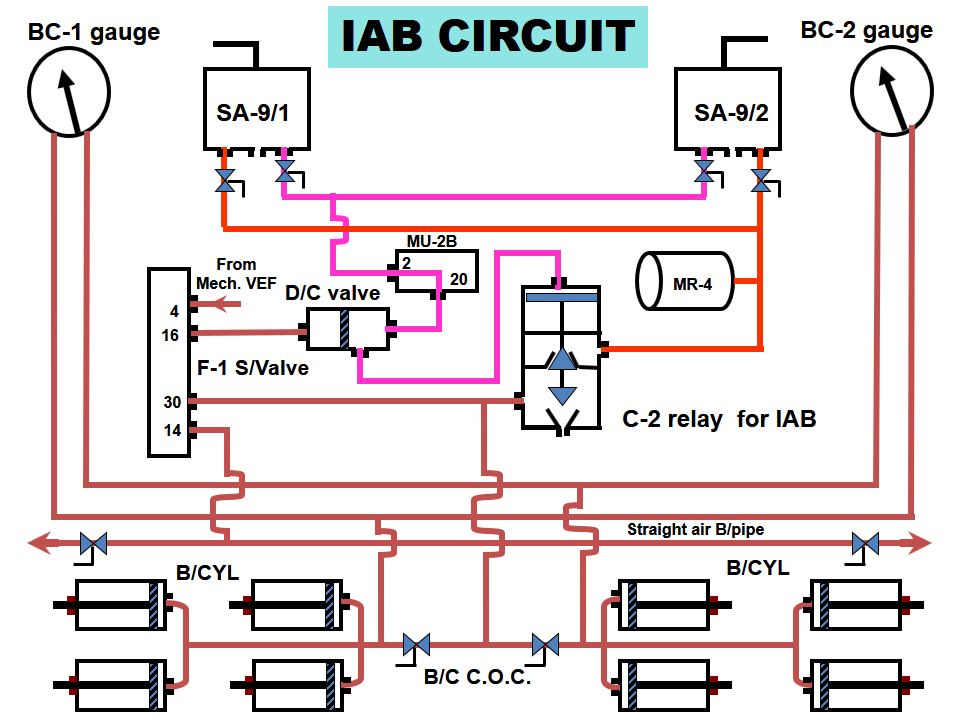 IAB CIRCUIT
BC-1 gauge
BC-2 gauge
SA-9/1
SA-9/2
MU-2B
2
20
From
Mech. VEF
D/C valve
MR-4
4
16
F-1 S/Valve
30
14
C-2 relay  for IAB
Straight air B/pipe
B/CYL
B/CYL
B/C C.O.C.